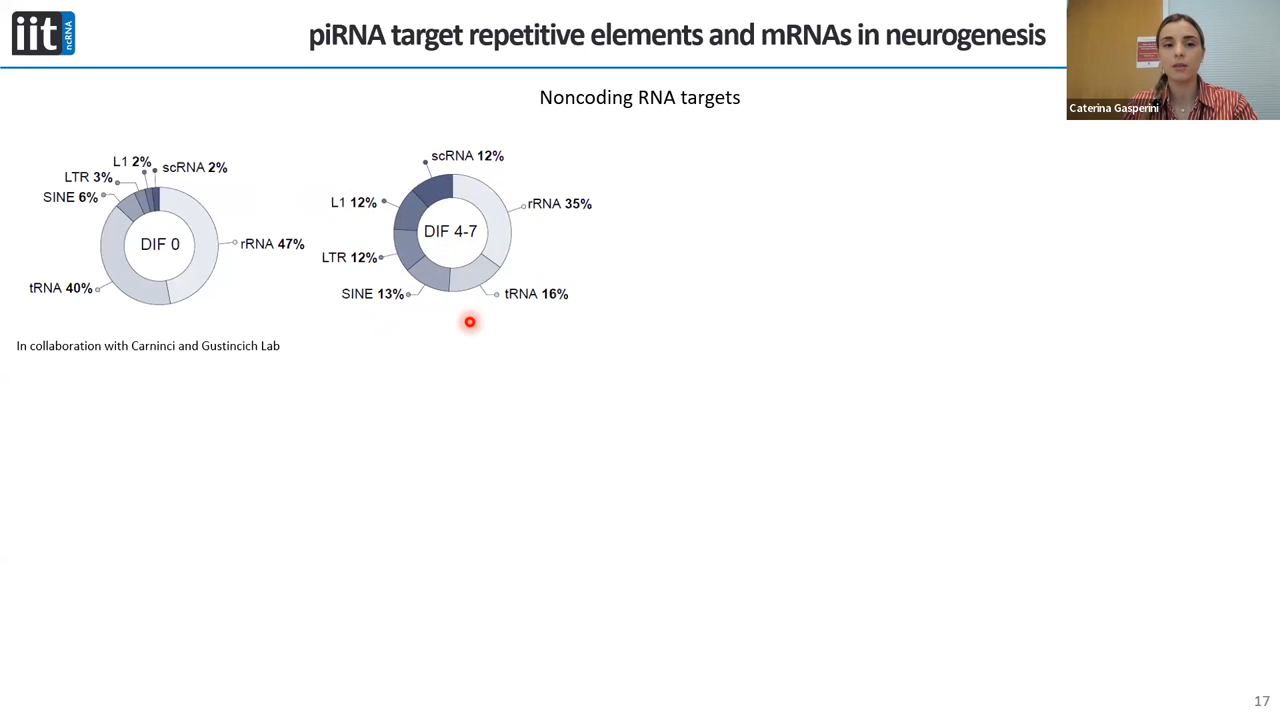 iit
ncRNA
piRNA target repetitive elements and mRNAs in neurogenesis
Caterina Gasperini
Noncoding RNA targets
L1 2%
scRNA 2%
LTR 3%
SINE 6%
DIF 0
rRNA 47%
tRNA 40%
scRNA 12%
L1 12%
rRNA 35%
DIF 4-7
LTR 12%
SINE 13%
tRNA 16%
In collaboration with Carninci and Gustincich Lab
17